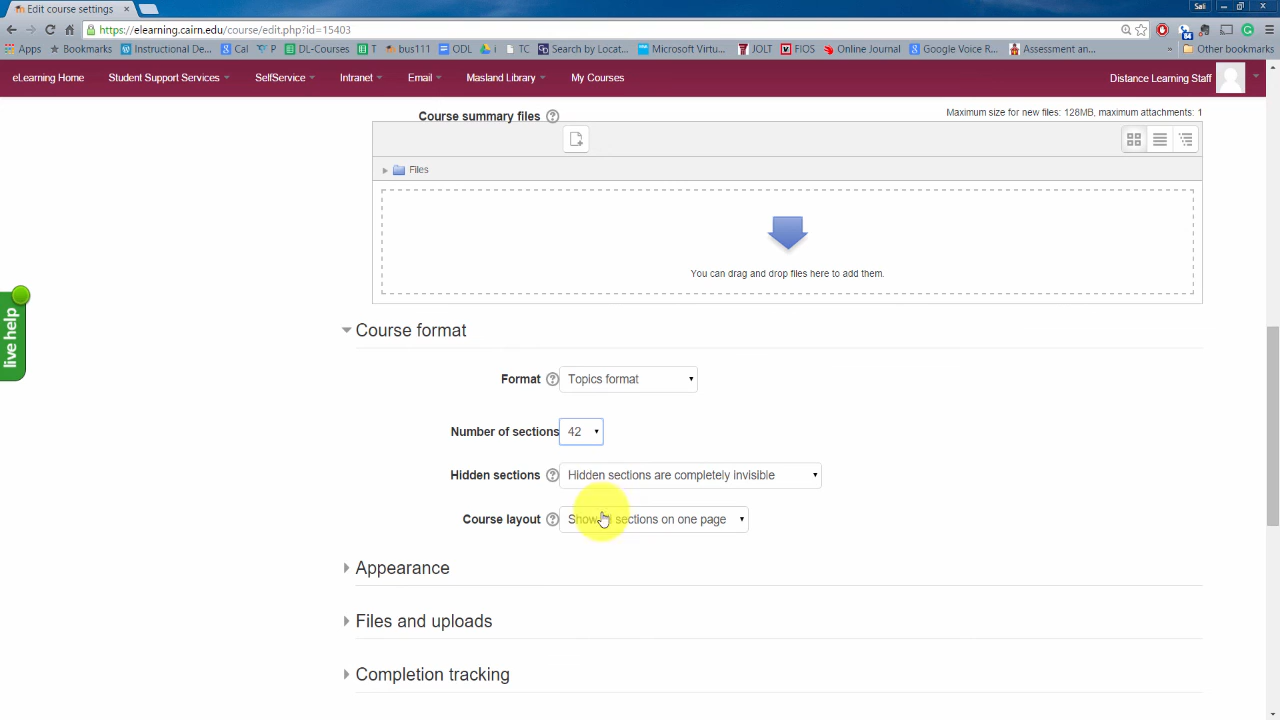 Edit course settings
Sali
https://elearning.cairn.edu/course/edit.php?id=15403
Apps Bookmarks Instructional De... Cal P DL-Courses T bus111 ODL i TC Search by Locat... Microsoft Virtu... JOLT FIOS Online Journal Google Voice R... Assessment an... » Other bookmarks
eLearning Home Student Support Services SelfService Intranet Email Masland Library My Courses Distance Learning Staff
Course summary files
Maximum size for new files: 128MB, maximum attachments: 1
Files
You can drag and drop files here to add them.
live help
Course format
Format Topics format
Number of sections 42
Hidden sections Hidden sections are completely invisible
Course layout Show sections on one page
Appearance
Files and uploads
Completion tracking